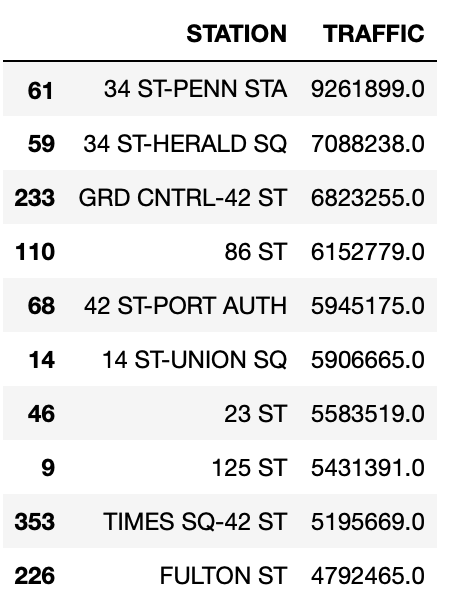 STATION TRAFFIC
61 34 ST-PENN STA 9261899.0
59 34 ST-HERALD SQ 7088238.0
233 GRD CNTRL-42 ST 6823255.0
110 86 ST 6152779.0
68 42 ST-PORT AUTH 5945175.0
14 14 ST-UNION SQ 5906665.0
46 23 ST 5583519.0
9 125 ST 5431391.0
353 TIMES SQ-42 ST 5195669.0
226 FULTON ST 4792465.0